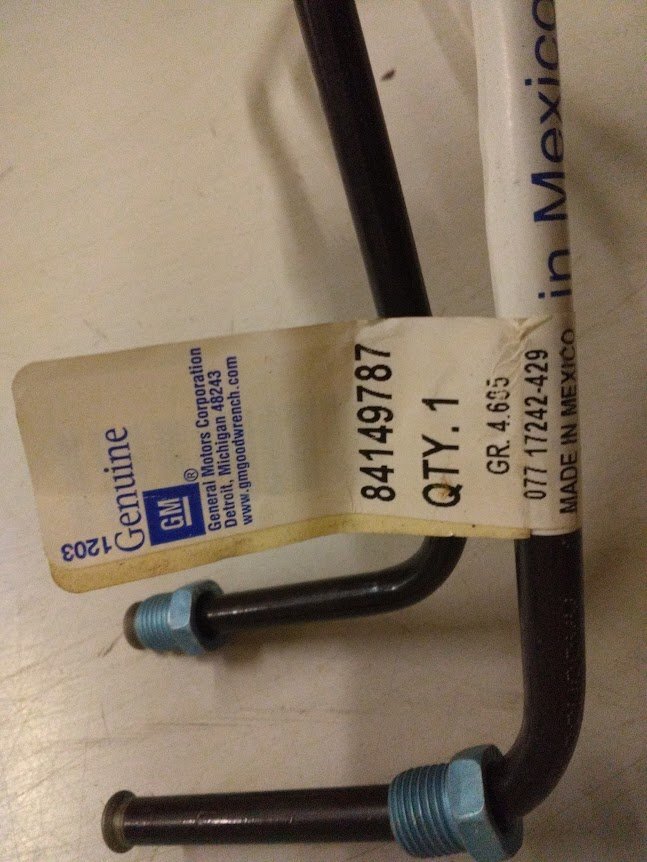 1203
Genuine
GM®
General Motors Corporation
Detroit, Michigan 48243
www.gmgoodwrench.com
84149787
QTY. 1
GR. 4.605
077 17242-429
MADE IN MEXICO
in Mexico